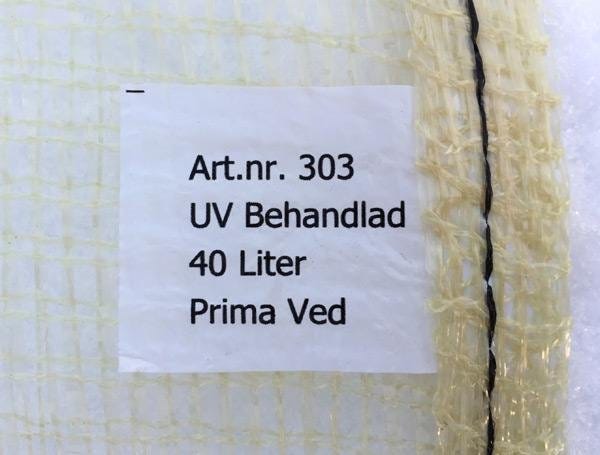 Art.nr. 303
UV Behandlad
40 Liter
Prima Ved